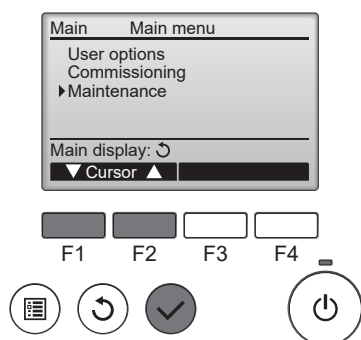 Main Main menu
User options
Commissioning
Maintenance
Main display:
Cursor
F1 F2 F3 F4